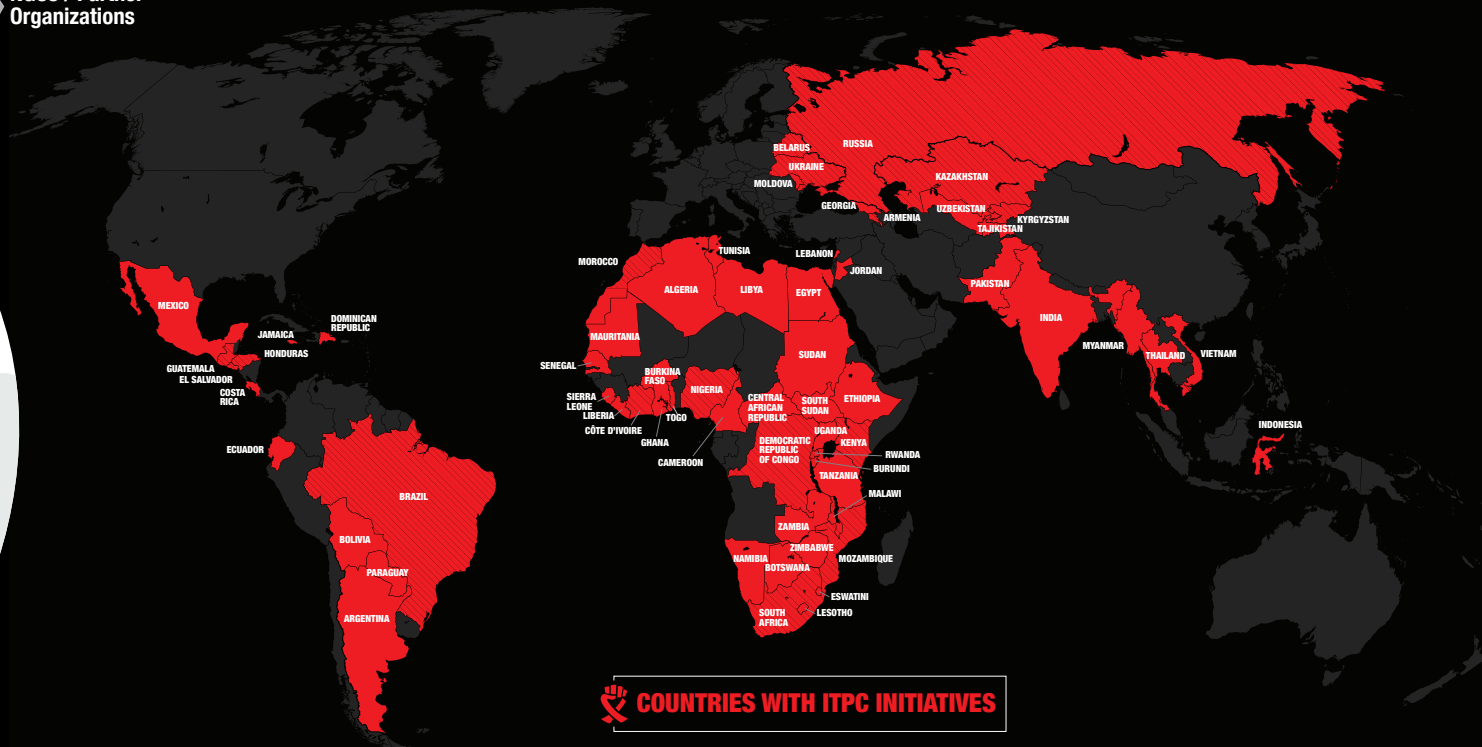 Organizations
RUSSIA
BELARUS
UKRAINE
MOLDOVA
KAZAKHSTAN
GEORGIA
ARMENIA
UZBEKISTAN
KYRGYZSTAN
TAJIKISTAN
MOROCCO
TUNISIA
LEBANON
JORDAN
ALGERIA
LIBYA
EGYPT
PAKISTAN
INDIA
MEXICO
JAMAICA
DOMINICAN
REPUBLIC
HONDURAS
GUATEMALA
EL SALVADOR
COSTA
RICA
MAURITANIA
SENEGAL
SUDAN
MYANMAR
THAILAND
VIETNAM
BURKINA
FASO
NIGERIA
SIERRA
LEONE
LIBERIA
CÔTE D'IVOIRE
GHANA
TOGO
CAMEROON
CENTRAL
AFRICAN
REPUBLIC
SOUTH
SUDAN
ETHIOPIA
UGANDA
KENYA
DEMOCRATIC
REPUBLIC
OF CONGO
RWANDA
BURUNDI
TANZANIA
MALAWI
INDONESIA
ECUADOR
BRAZIL
BOLIVIA
PARAGUAY
ARGENTINA
ZAMBIA
ZIMBABWE
MOZAMBIQUE
NAMIBIA
BOTSWANA
ESWATINI
LESOTHO
SOUTH
AFRICA
COUNTRIES WITH ITPC INITIATIVES